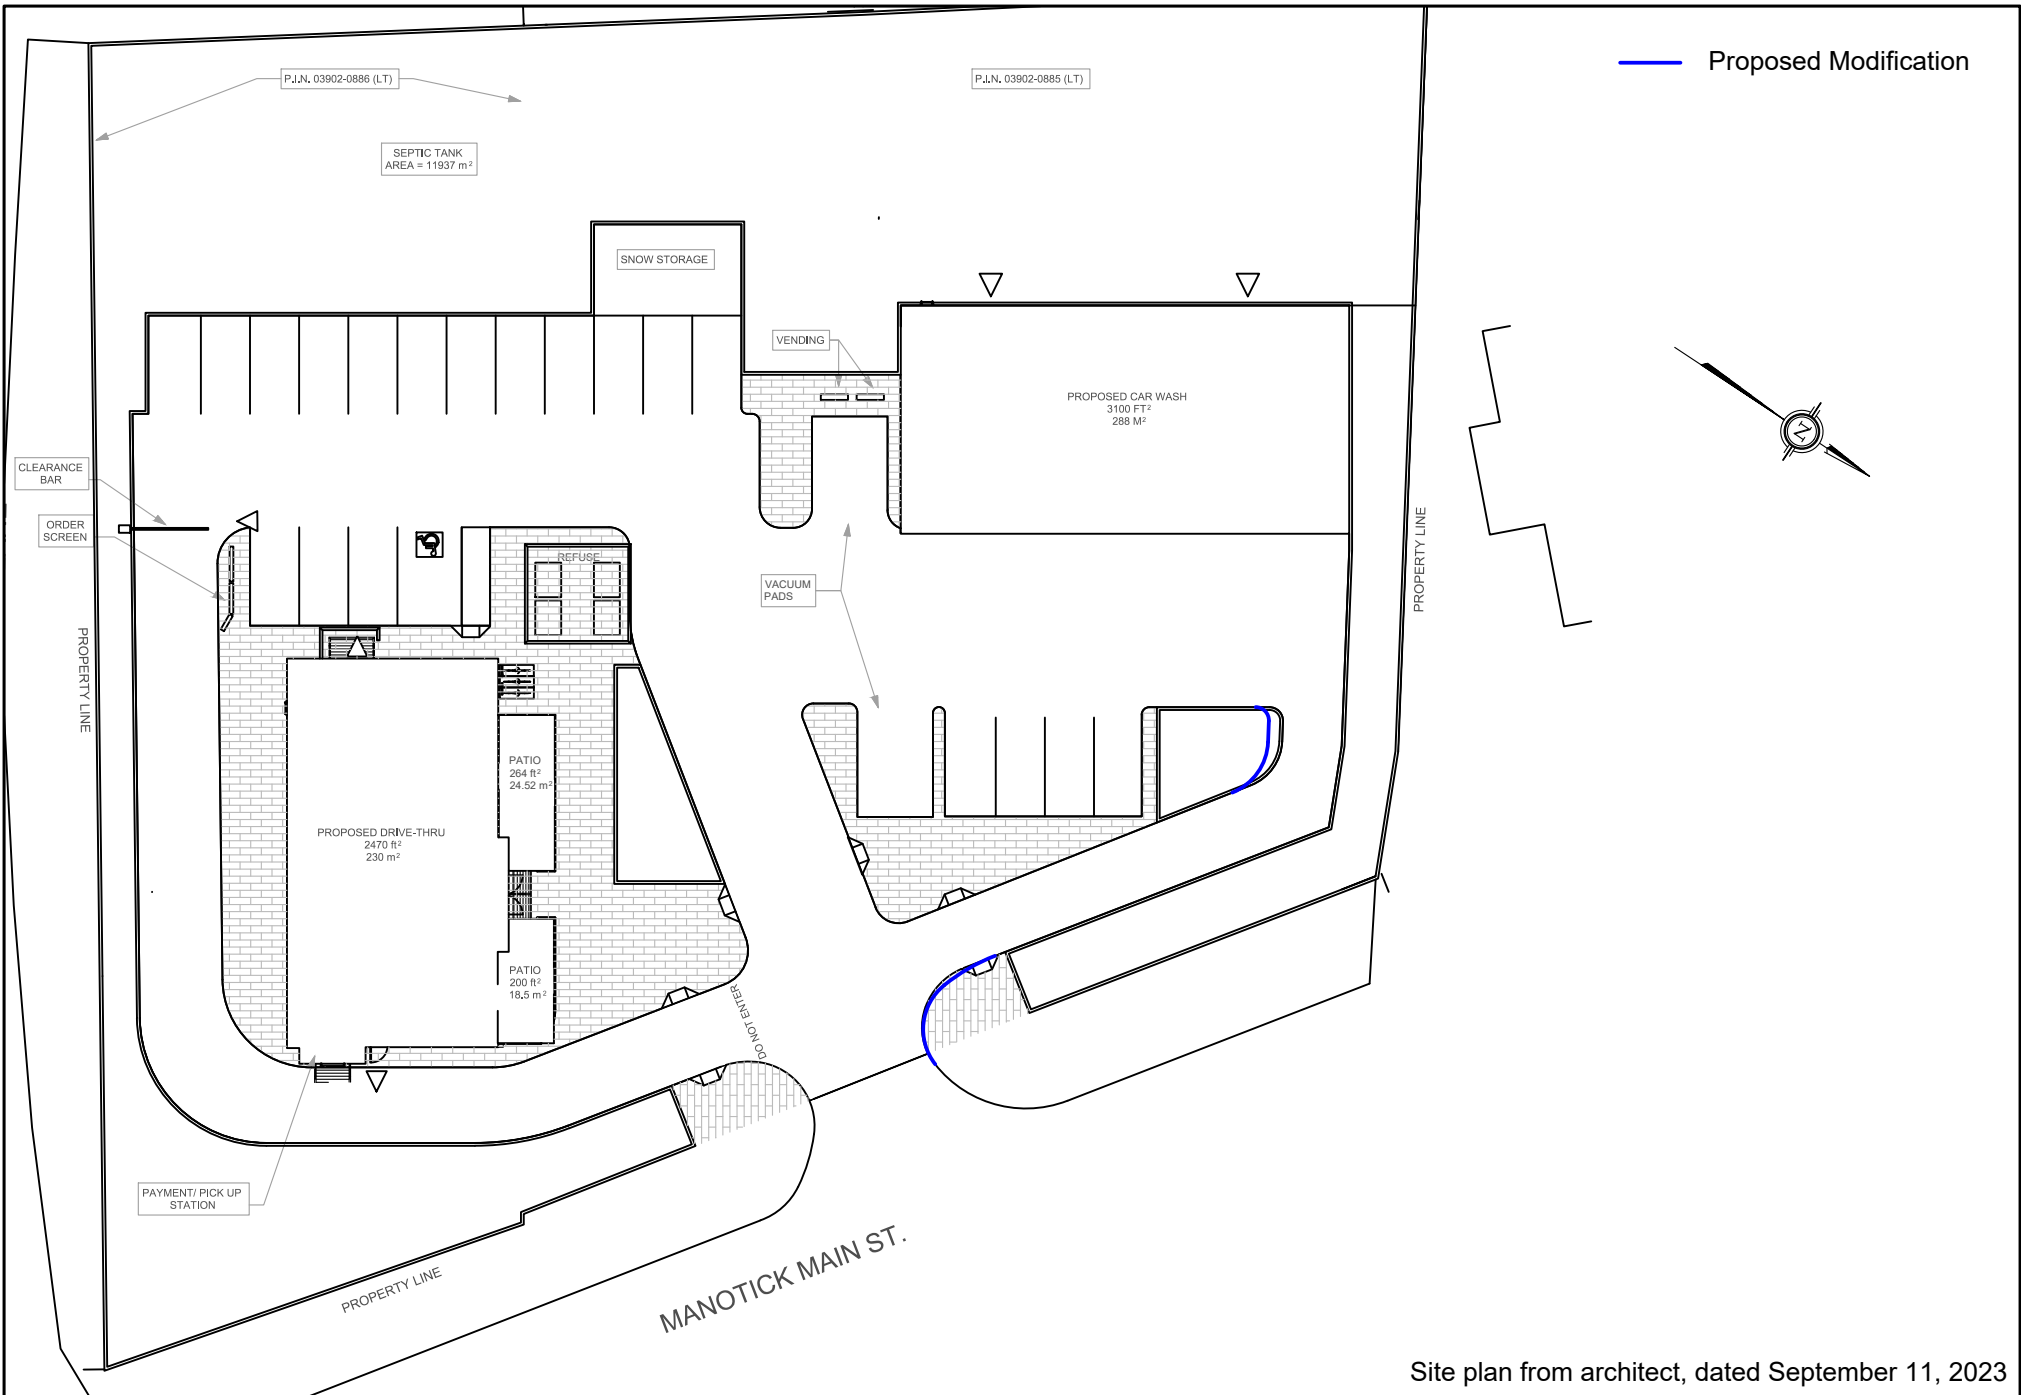 Proposed Modification
P.I.N. 03902-0886 (LT)
P.I.N. 03902-0885 (LT)
SEPTIC TANK
AREA = 11937 m²
SNOW STORAGE
VENDING
PROPOSED CAR WASH
3100 FT²
288 M²
N
CLEARANCE
BAR
ORDER
SCREEN
REFUSE
VACUUM
PADS
PROPERTY LINE
PROPERTY LINE
PATIO
264 ft²
24.52 m²
PROPOSED DRIVE-THRU
2470 ft²
230 m²
PATIO
200 ft²
18.5 m²
DO NOT ENTER
PAYMENT/ PICK UP
STATION
PROPERTY LINE
MANOTICK MAIN ST.
Site plan from architect, dated September 11, 2023